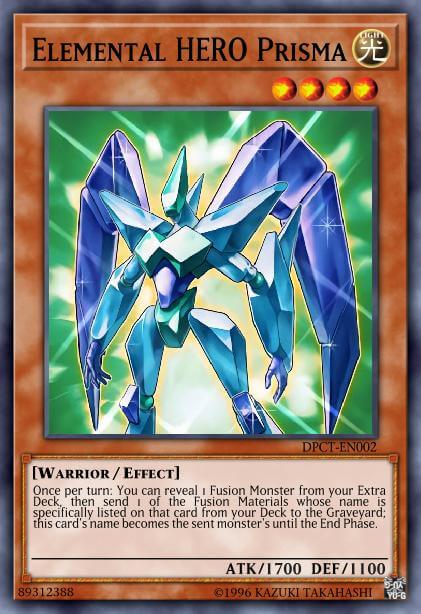 ELEMENTAL HERO PRISMA
LIGHT
光
DPCT-EN002
[WARRIOR / EFFECT]
Once per turn: You can reveal 1 Fusion Monster from your Extra
Deck, then send 1 of the Fusion Materials whose name is
specifically listed on that card from your Deck to the Graveyard;
this card's name becomes the sent monster's until the End Phase.
ATK/1700 DEF/1100
89312388
©1996 KAZUKI TAKAHASHI